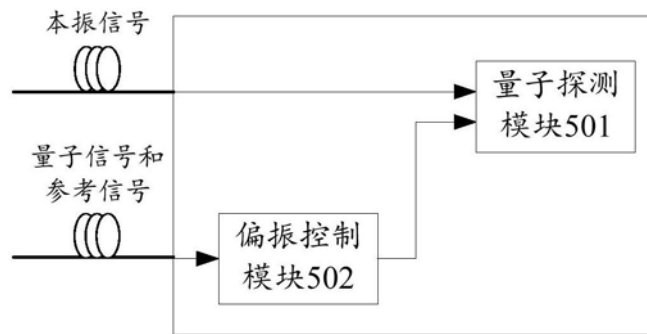 本振信号
量子探测
模块501
量子信号和
参考信号
偏振控制
模块502